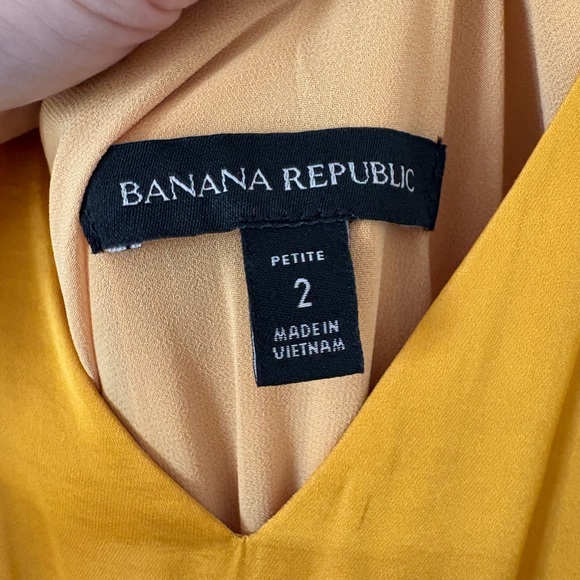 BANANA REPUBLIC
PETITE
2
MADE IN
VIETNAM